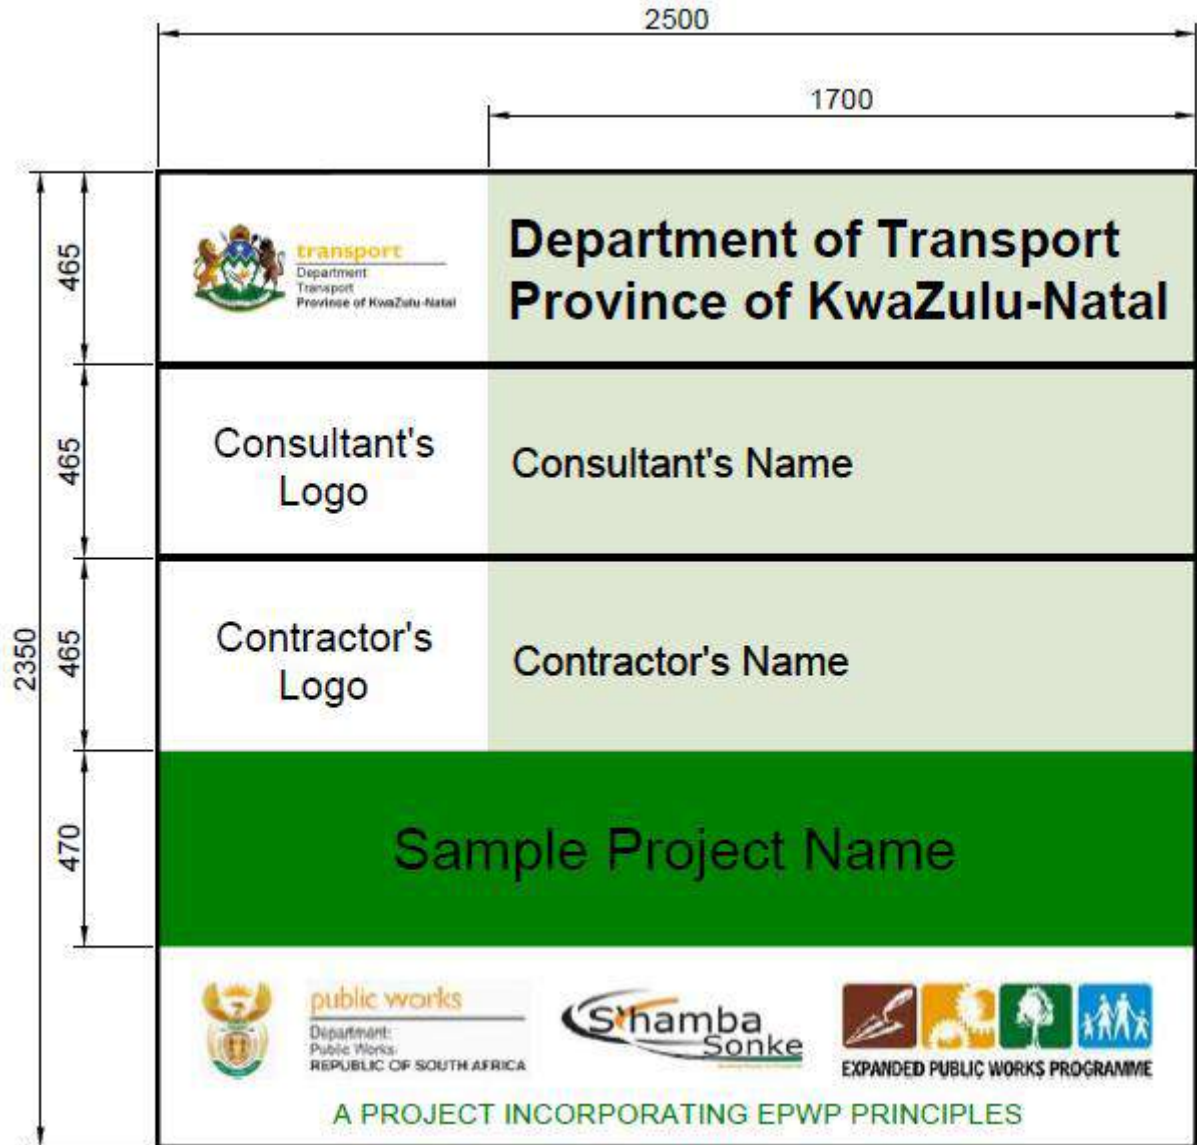 2500
1700
465
transport
Department
Transport
Province of KwaZulu-Natal
Department of Transport
Province of KwaZulu-Natal
465
Consultant's
Logo
Consultant's Name
2350
465
Contractor's
Logo
Contractor's Name
470
Sample Project Name
public works
Department:
Public Works
REPUBLIC OF SOUTH AFRICA
S'hamba
Sonke
EXPANDED PUBLIC WORKS PROGRAMME
A PROJECT INCORPORATING EPWP PRINCIPLES